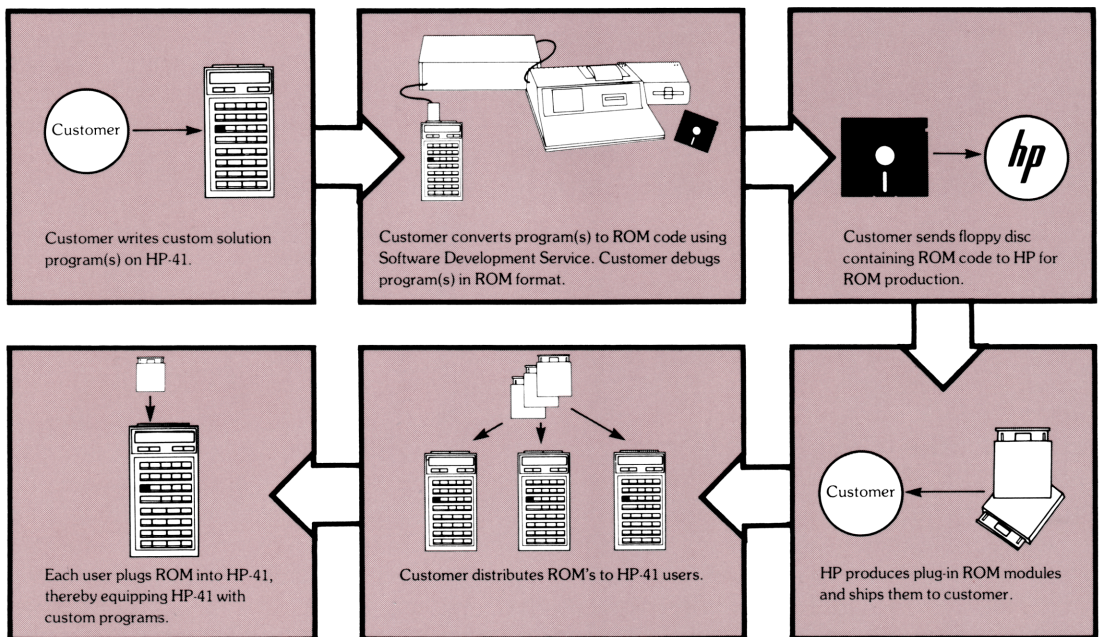 Customer
Customer writes custom solution
program(s) on HP-41.
Customer converts program(s) to ROM code using
Software Development Service. Customer debugs
program(s) in ROM format.
hp
Customer sends floppy disc
containing ROM code to HP for
ROM production.
Customer
HP produces plug-in ROM modules
and ships them to customer.
Customer distributes ROM's to HP-41 users.
Each user plugs ROM into HP-41,
thereby equipping HP-41 with
custom programs.